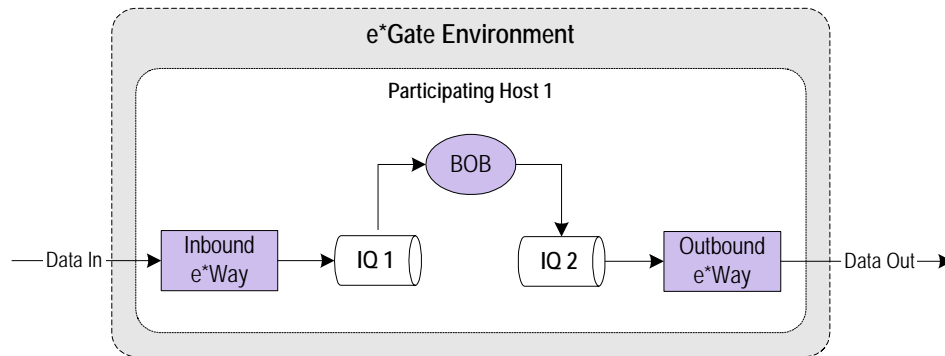 e*Gate Environment
Participating Host 1
BOB
Data In
Inbound
e*Way
IQ 1
IQ 2
Outbound
e*Way
Data Out